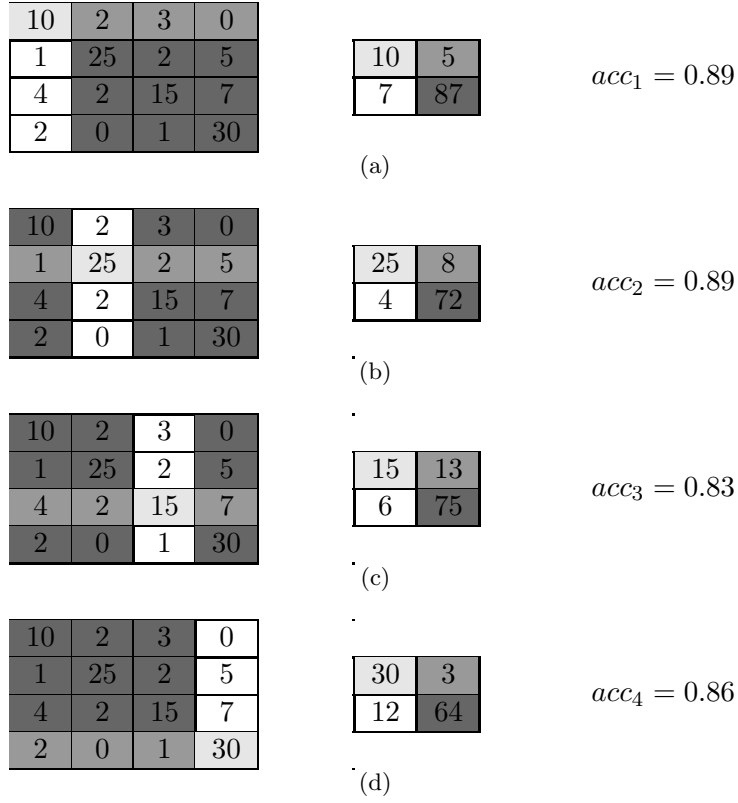 10 2 3 0
1 25 2 5 10 5
4 2 15 7 7 87 acc1 = 0.89
2 0 1 30
(a)
10 2 3 0
1 25 2 5 25 8
4 2 15 7 4 72 acc2 = 0.89
2 0 1 30
(b)
10 2 3 0
1 25 2 5 15 13
4 2 15 7 6 75 acc3 = 0.83
2 0 1 30
(c)
10 2 3 0
1 25 2 5 30 3
4 2 15 7 12 64 acc4 = 0.86
2 0 1 30
(d)